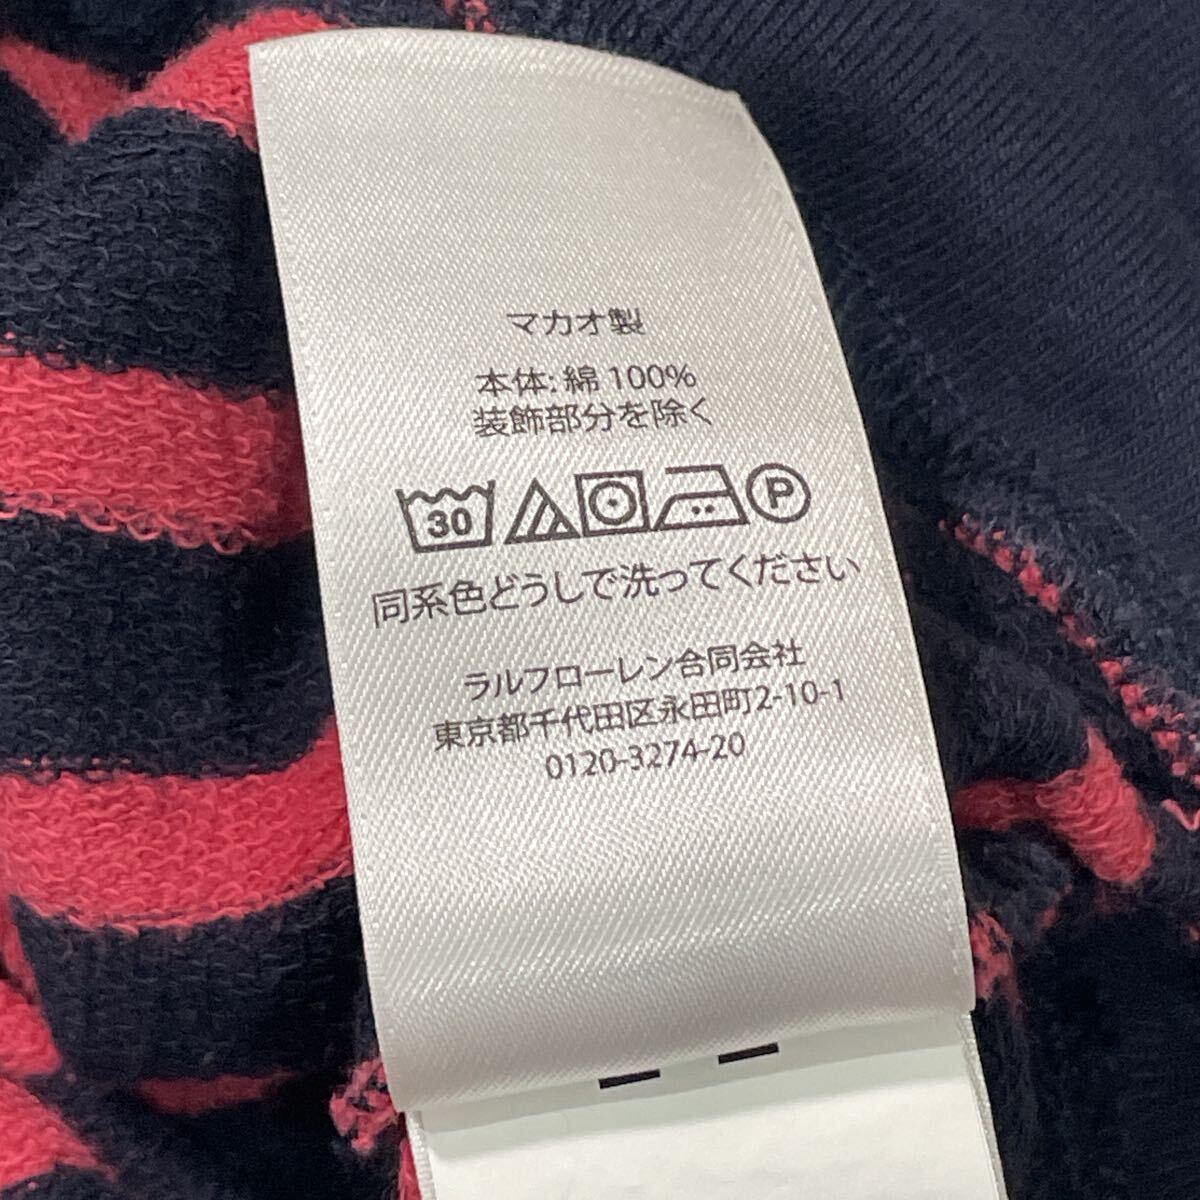 マカオ製
本体: 綿 100%
装飾部分を除く
30 P
同系色どうしで洗ってください
ラルフローレン合同会社
東京都千代田区永田町2-10-1
0120-3274-20